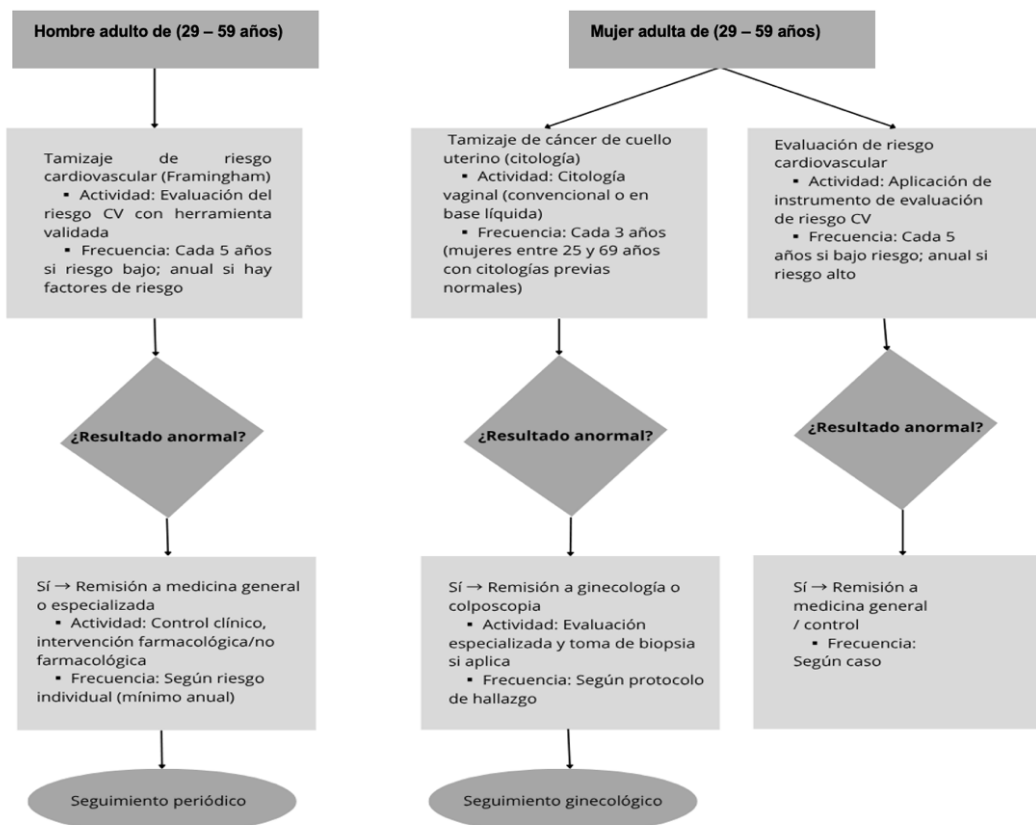 Hombre adulto de (29 – 59 años)
Tamizaje de riesgo
cardiovascular (Framingham)
▪ Actividad: Evaluación del
riesgo CV con herramienta
validada
▪ Frecuencia: Cada 5 años
si riesgo bajo; anual si hay
factores de riesgo
¿Resultado anormal?
Sí → Remisión a medicina general
o especializada
▪ Actividad: Control clínico,
intervención farmacológica/no
farmacológica
▪ Frecuencia: Según riesgo
individual (mínimo anual)
Seguimiento periódico
Mujer adulta de (29 – 59 años)
Tamizaje de cáncer de cuello
uterino (citología)
▪ Actividad: Citología
vaginal (convencional o en
base líquida)
▪ Frecuencia: Cada 3 años
(mujeres entre 25 y 69 años
con citologías previas
normales)
¿Resultado anormal?
Sí → Remisión a ginecología o
colposcopia
▪ Actividad: Evaluación
especializada y toma de biopsia
si aplica
▪ Frecuencia: Según protocolo
de hallazgo
Seguimiento ginecológico
Evaluación de riesgo
cardiovascular
▪ Actividad: Aplicación de
instrumento de evaluación
de riesgo CV
▪ Frecuencia: Cada 5
años si bajo riesgo; anual si
riesgo alto
¿Resultado anormal?
Sí → Remisión a
medicina general
/ control
▪ Frecuencia:
Según caso